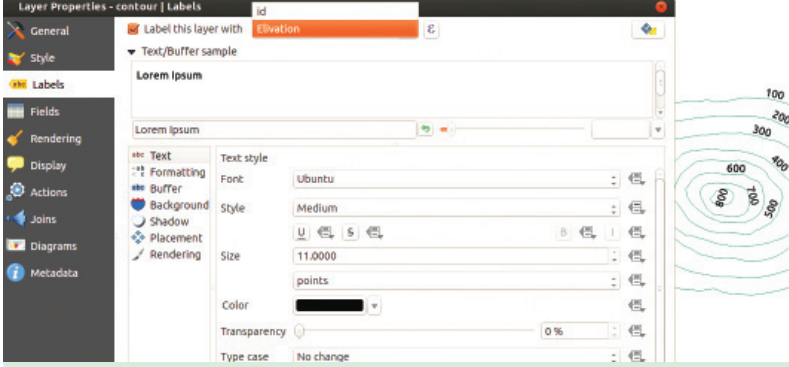 Layer Properties - contour | Labels
id
General
Label this layer with
Elivation
ε
Style
Text/Buffer sample
abc Labels
Lorem Ipsum
Fields
Rendering
Lorem Ipsum
Display
Actions
Joins
Diagrams
Metadata
abc Text
Formatting
abc Buffer
Background
Shadow
Placement
Rendering
Text style
Font
Ubuntu
Style
Medium
U
S
B
I
Size
11.0000
points
Color
Transparency
0 %
Type case
No change
100
200
300
400
600
800
700
500